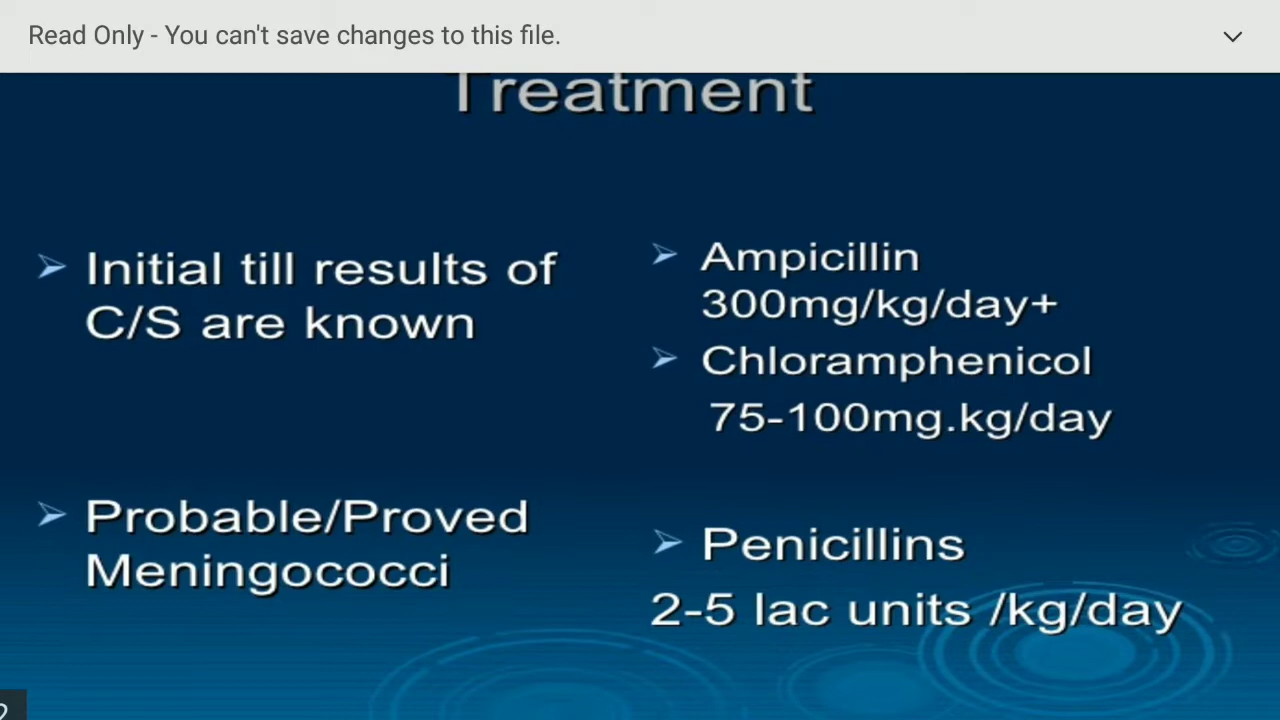 Read Only - You can't save changes to this file.
Treatment
➢ Initial till results of
C/S are known
➢ Ampicillin
300mg/kg/day+
➢ Chloramphenicol
75-100mg.kg/day
➢ Probable/Proved
Meningococci
➢ Penicillins
2-5 lac units /kg/day